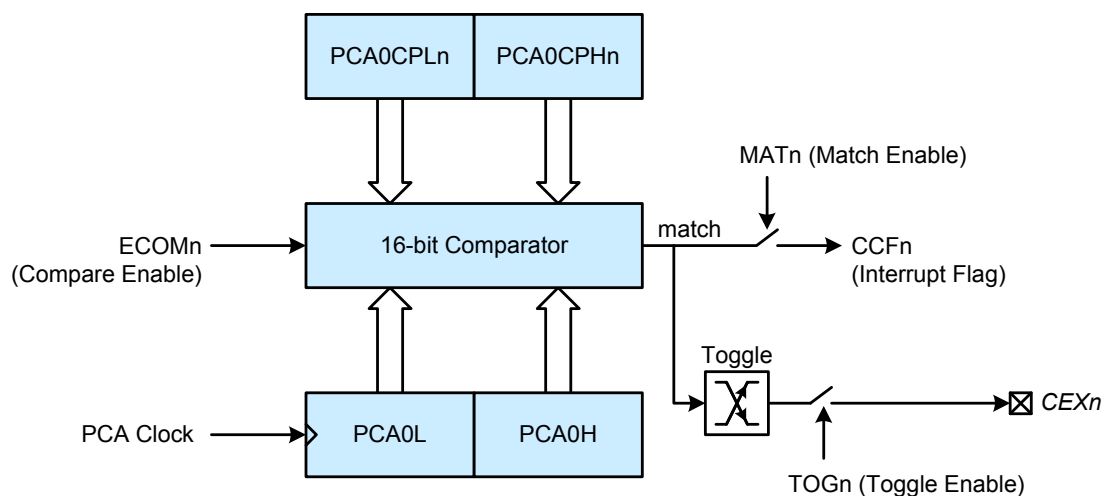 PCA0CPLn PCA0CPHn
MATn (Match Enable)
ECOMn
(Compare Enable)
16-bit Comparator
match
CCFn
(Interrupt Flag)
Toggle
CEXn
PCA Clock
PCA0L PCA0H
TOGn (Toggle Enable)